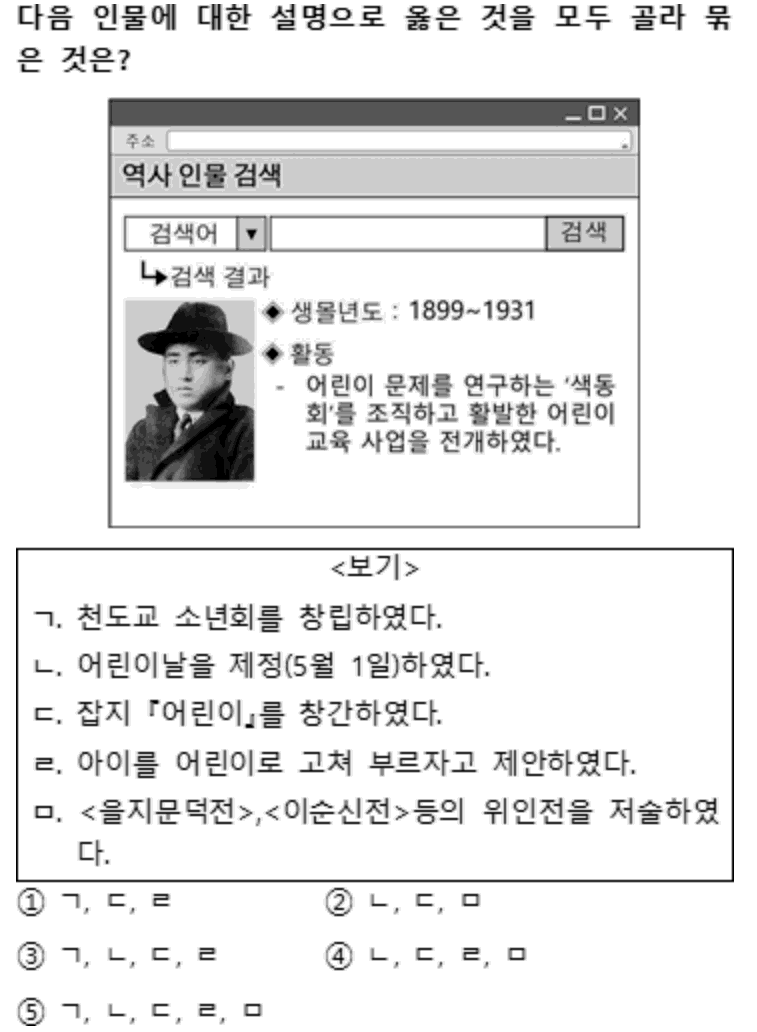 다음 인물에 대한 설명으로 옳은 것을 모두 골라 묶
은 것은?
주소
역사 인물 검색
검색어 ▼ 검색
↳검색 결과
◆ 생몰년도 : 1899~1931
◆ 활동
- 어린이 문제를 연구하는 ‘색동
회’를 조직하고 활발한 어린이
교육 사업을 전개하였다.
<보기>
ㄱ. 천도교 소년회를 창립하였다.
ㄴ. 어린이날을 제정(5월 1일)하였다.
ㄷ. 잡지 『어린이』를 창간하였다.
ㄹ. 아이를 어린이로 고쳐 부르자고 제안하였다.
ㅁ. <을지문덕전>,<이순신전>등의 위인전을 저술하였
다.
① ㄱ, ㄷ, ㄹ ② ㄴ, ㄷ, ㅁ
③ ㄱ, ㄴ, ㄷ, ㄹ ④ ㄴ, ㄷ, ㄹ, ㅁ
⑤ ㄱ, ㄴ, ㄷ, ㄹ, ㅁ